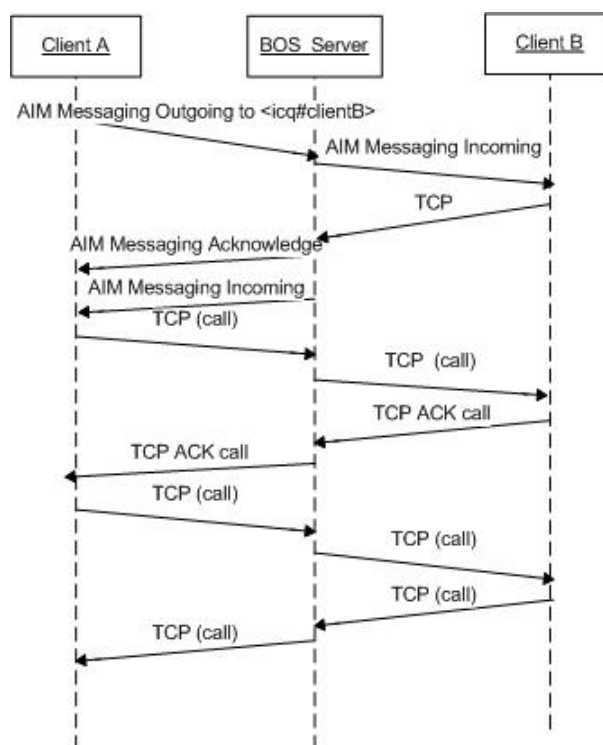 Client A
BOS Server
Client B
AIM Messaging Outgoing to <icq#clientB>
AIM Messaging Incoming
TCP
AIM Messaging Acknowledge
AIM Messaging Incoming
TCP (call)
TCP (call)
TCP ACK call
TCP ACK call
TCP (call)
TCP (call)
TCP (call)
TCP (call)